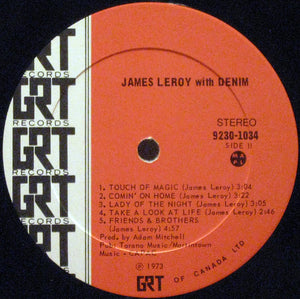 GRT
RECORDS
GRT
RECORDS
GRT
RECORDS
GRT
RECORDS
GRT
JAMES LEROY with DENIM
STEREO
9230-1034
SIDE II
1. TOUCH OF MAGIC (James Leroy) 3:04
2. COMIN' ON HOME (James Leroy) 3:22
3. LADY OF THE NIGHT (James Leroy) 3:05
4. TAKE A LOOK AT LIFE (James Leroy) 2:46
5. FRIENDS & BROTHERS
(James Leroy) 4:57
Prod. by Adam Mitchell
Pub: Tarana Music/Martintown
Music - CAPAC
℗ 1973
GRT OF CANADA LTD